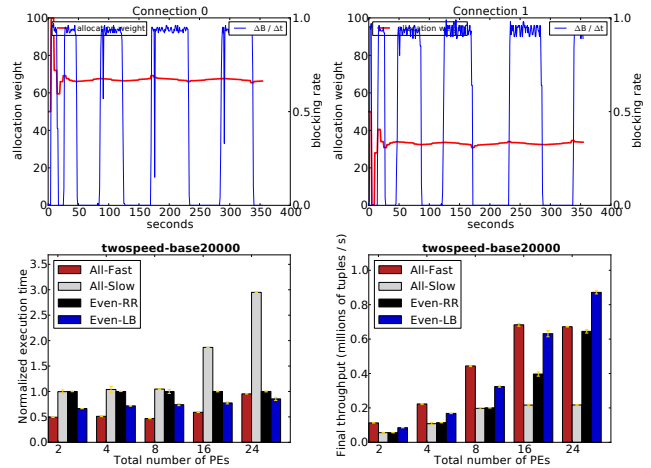 Connection 0
allocation weight
ΔB / Δt
100
80
60
40
20
0
allocation weight
1.0
0.5
0.0
blocking rate
0 50 100 150 200 250 300 350 400
seconds
Connection 1
ΔB / Δt
100
80
60
40
20
0
allocation weight
1.0
0.5
0.0
blocking rate
0 50 100 150 200 250 300 350 400
seconds
twospeed-base20000
All-Fast
All-Slow
Even-RR
Even-LB
3.5
3.0
2.5
2.0
1.5
1.0
0.5
0.0
Normalized execution time
2 4 8 16 24
Total number of PEs
twospeed-base20000
All-Fast
All-Slow
Even-RR
Even-LB
1.0
0.8
0.6
0.4
0.2
0.0
Final throughput (millions of tuples / s)
2 4 8 16 24
Total number of PEs